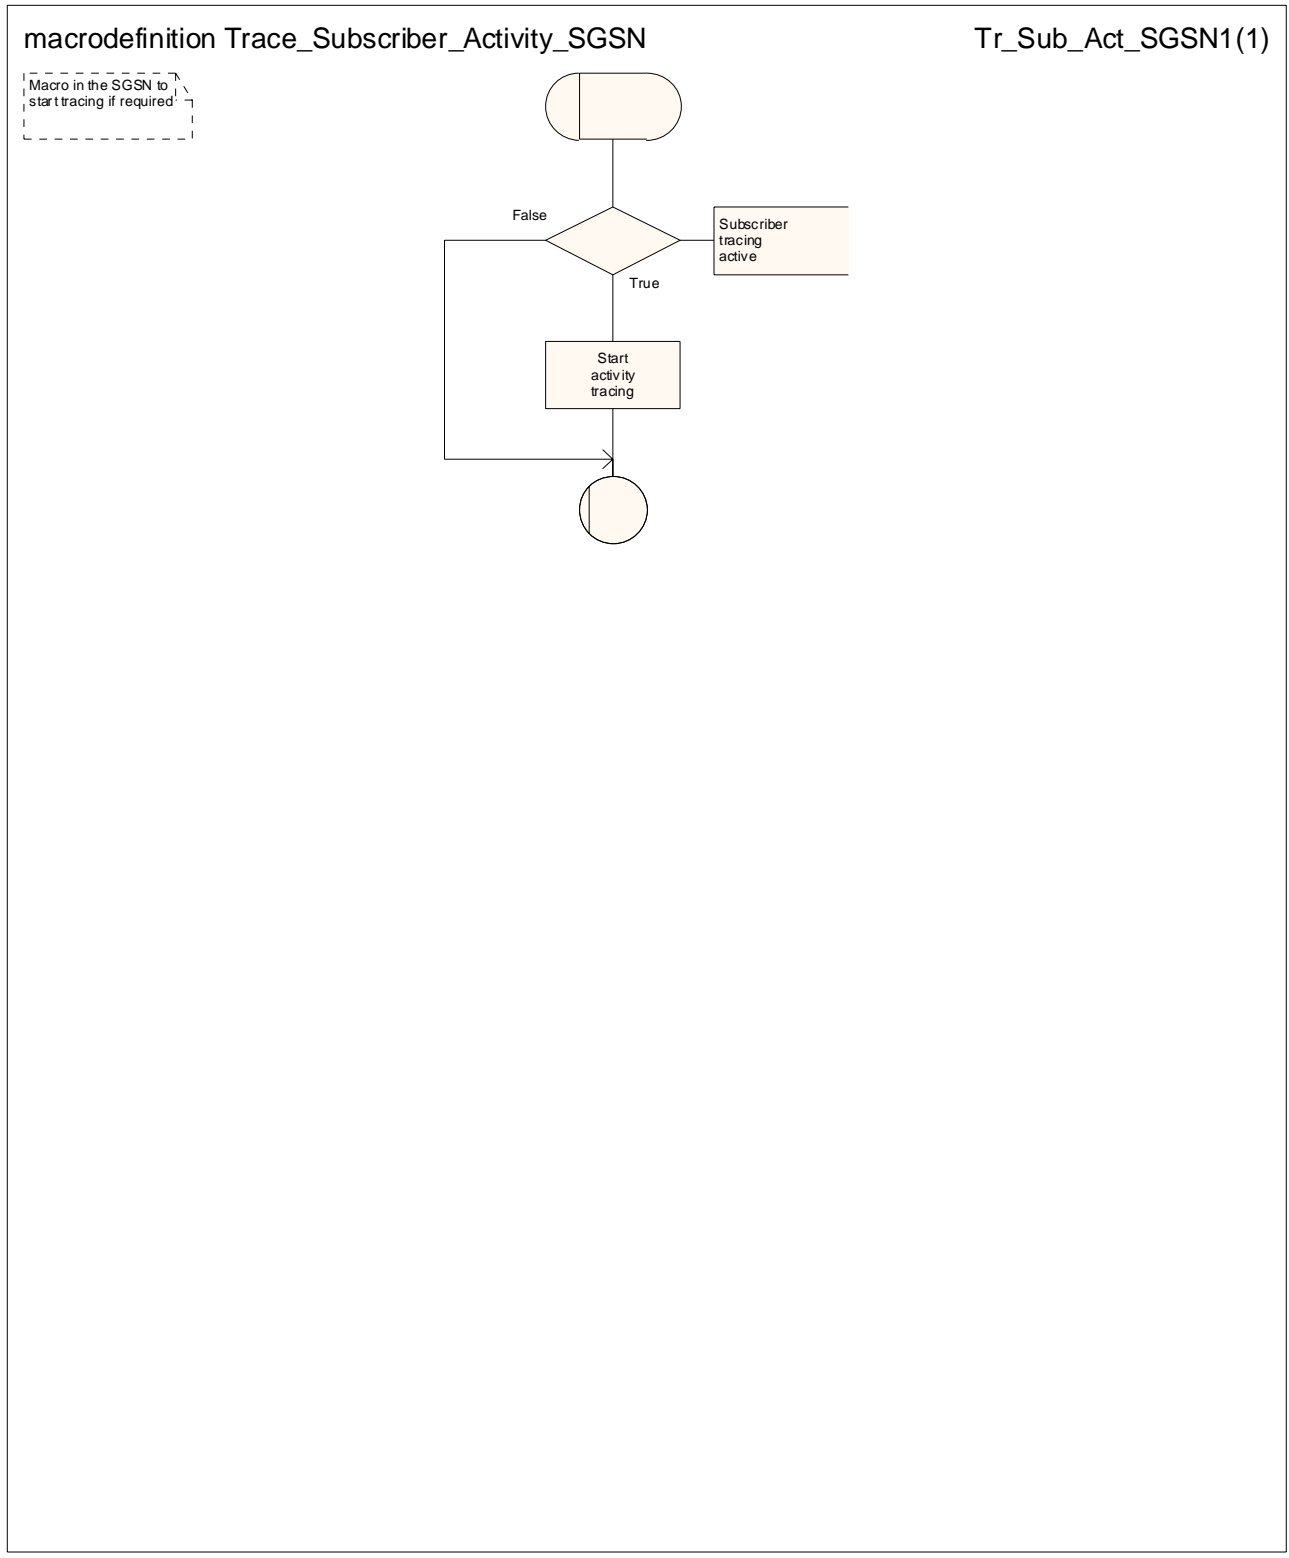 macrodefinition Trace_Subscriber_Activity_SGSN
Tr_Sub_Act_SGSN1(1)
Macro in the SGSN to
start tracing if required
False
Subscriber
tracing
active
True
Start
activity
tracing